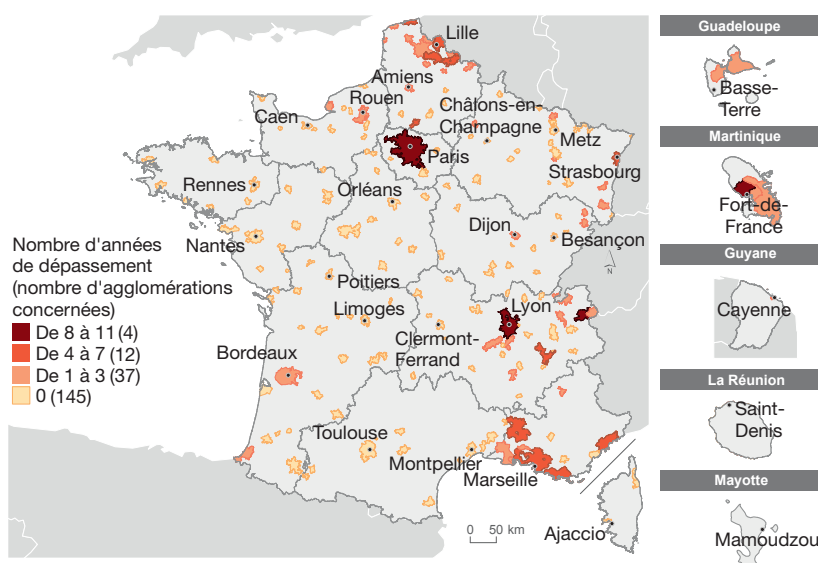 Lille
Amiens
Rouen
Châlons-en-
Champagne
Caen
Metz
Paris
Strasbourg
Rennes
Orléans
Dijon
Nantes
Besançon
N
Nombre d'années
de dépassement
(nombre d'agglomérations
concernées)
De 8 à 11 (4)
De 4 à 7 (12)
De 1 à 3 (37)
0 (145)
Poitiers
Limoges
Lyon
Clermont-
Ferrand
Bordeaux
Toulouse
Montpellier
Marseille
0 50 km
Ajaccio
Guadeloupe
Basse-
Terre
Martinique
Fort-de-
France
Guyane
Cayenne
La Réunion
Saint-
Denis
Mayotte
Mamoudzou